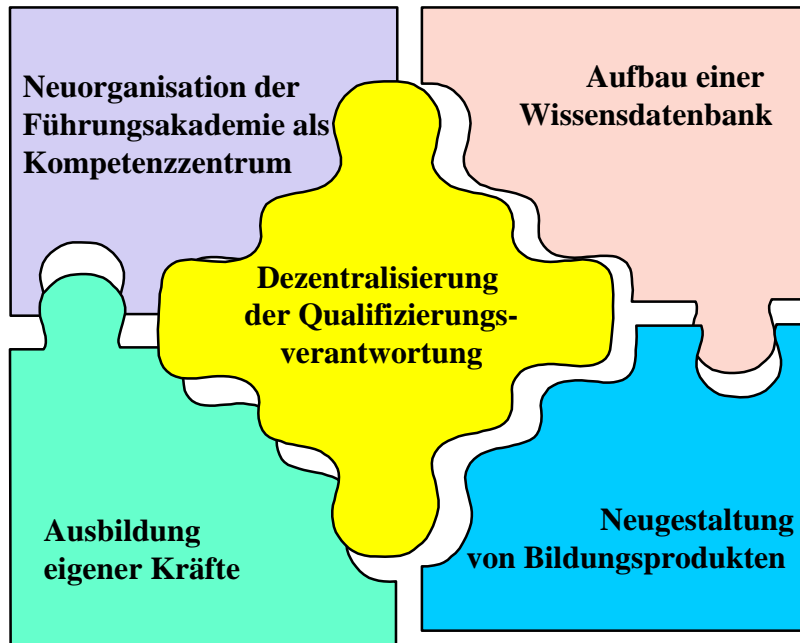 Neuorganisation der
Führungsakademie als
Kompetenzzentrum
Aufbau einer
Wissensdatenbank
Dezentralisierung
der Qualifizierungs-
verantwortung
Ausbildung
eigener Kräfte
Neugestaltung
von Bildungsprodukten